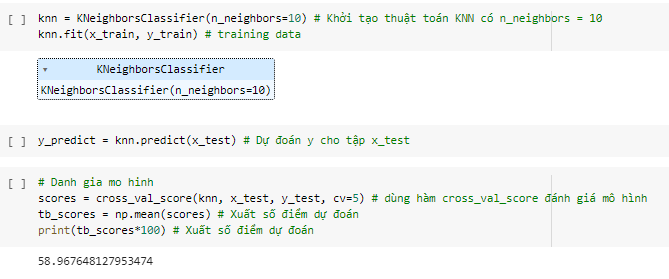 [ ] knn = KNeighborsClassifier(n_neighbors=10) # Khởi tạo thuật toán KNN có n_neighbors = 10
knn.fit(x_train, y_train) # training data
▾ KNeighborsClassifier
KNeighborsClassifier(n_neighbors=10)
[ ] y_predict = knn.predict(x_test) # Dự đoán y cho tập x_test
[ ] # Danh gia mo hinh
scores = cross_val_score(knn, x_test, y_test, cv=5) # dùng hàm cross_val_score đánh giá mô hình
tb_scores = np.mean(scores) # Xuất số điểm dự đoán
print(tb_scores*100) # Xuất số điểm dự đoán
58.967648127953474